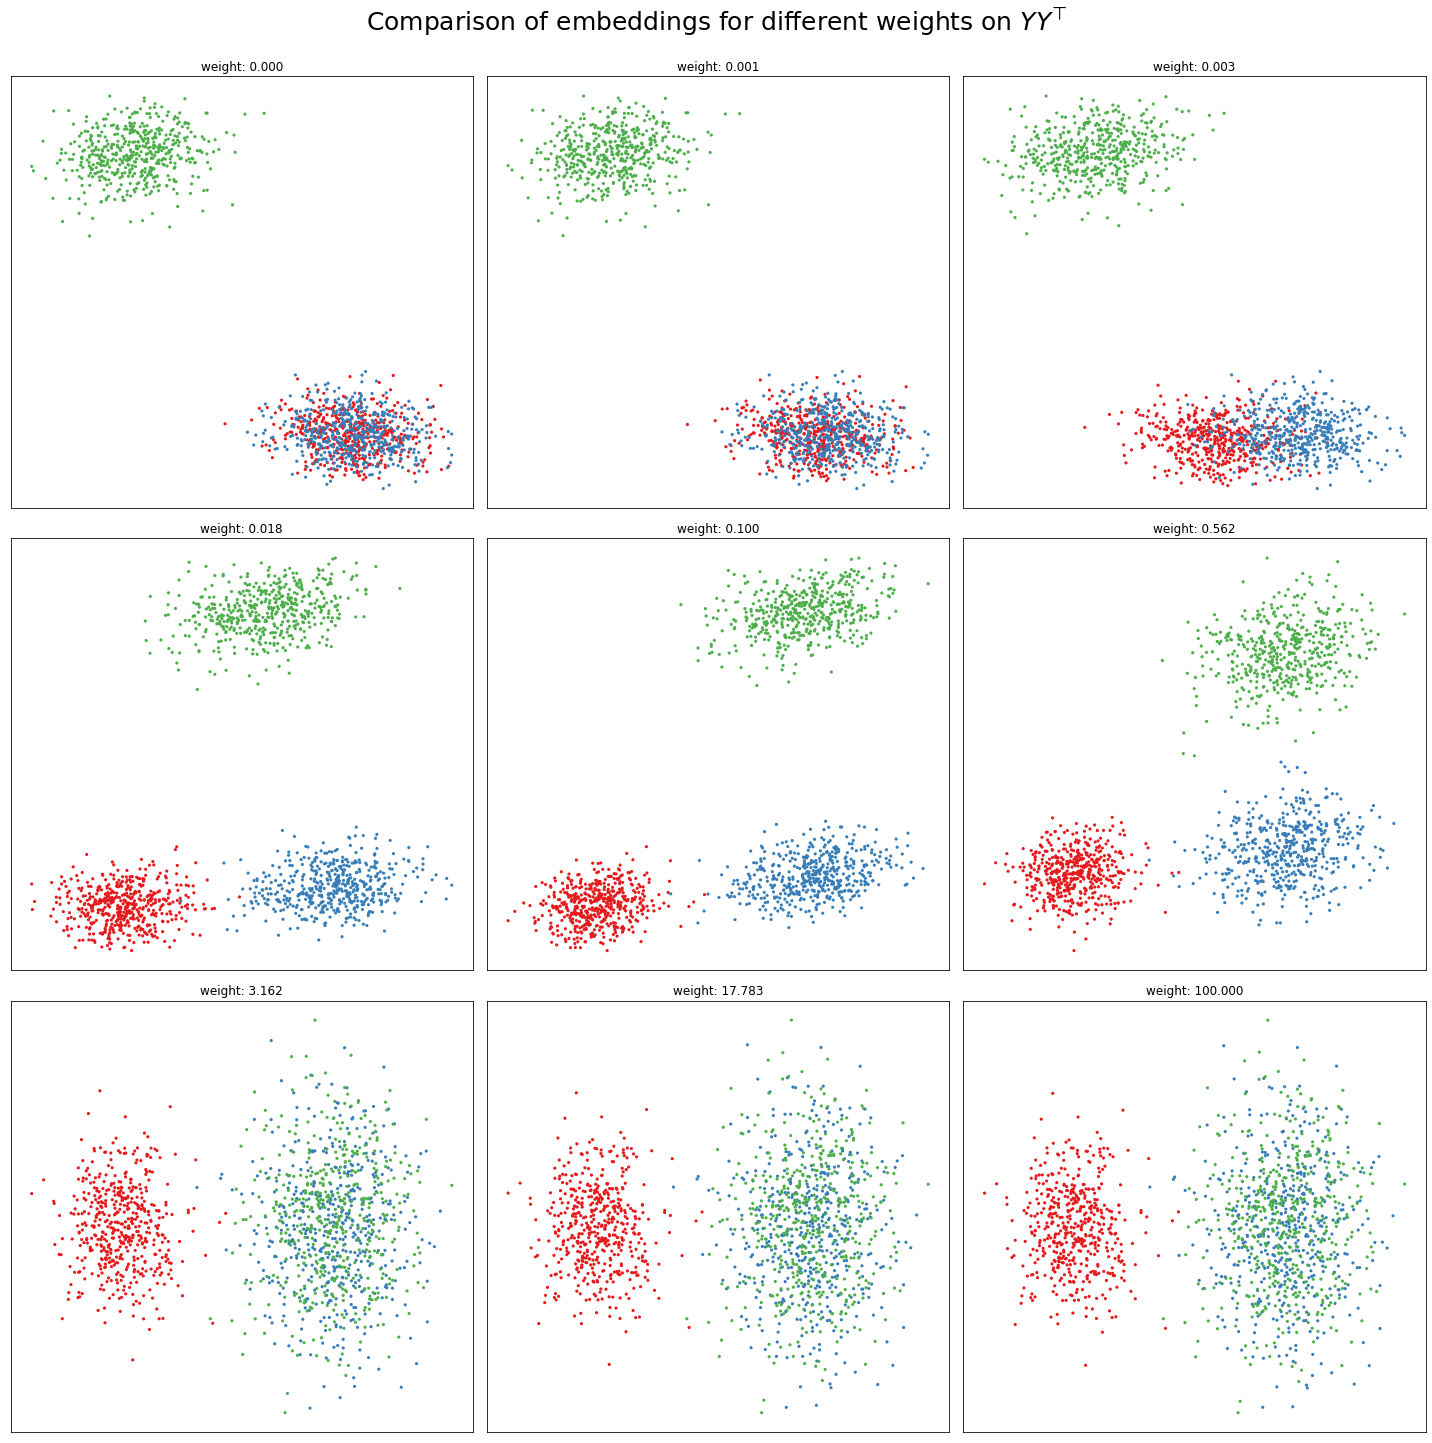 Comparison of embeddings for different weights on $YY^\top$
weight: 0.000
weight: 0.001
weight: 0.003
weight: 0.018
weight: 0.100
weight: 0.562
weight: 3.162
weight: 17.783
weight: 100.000